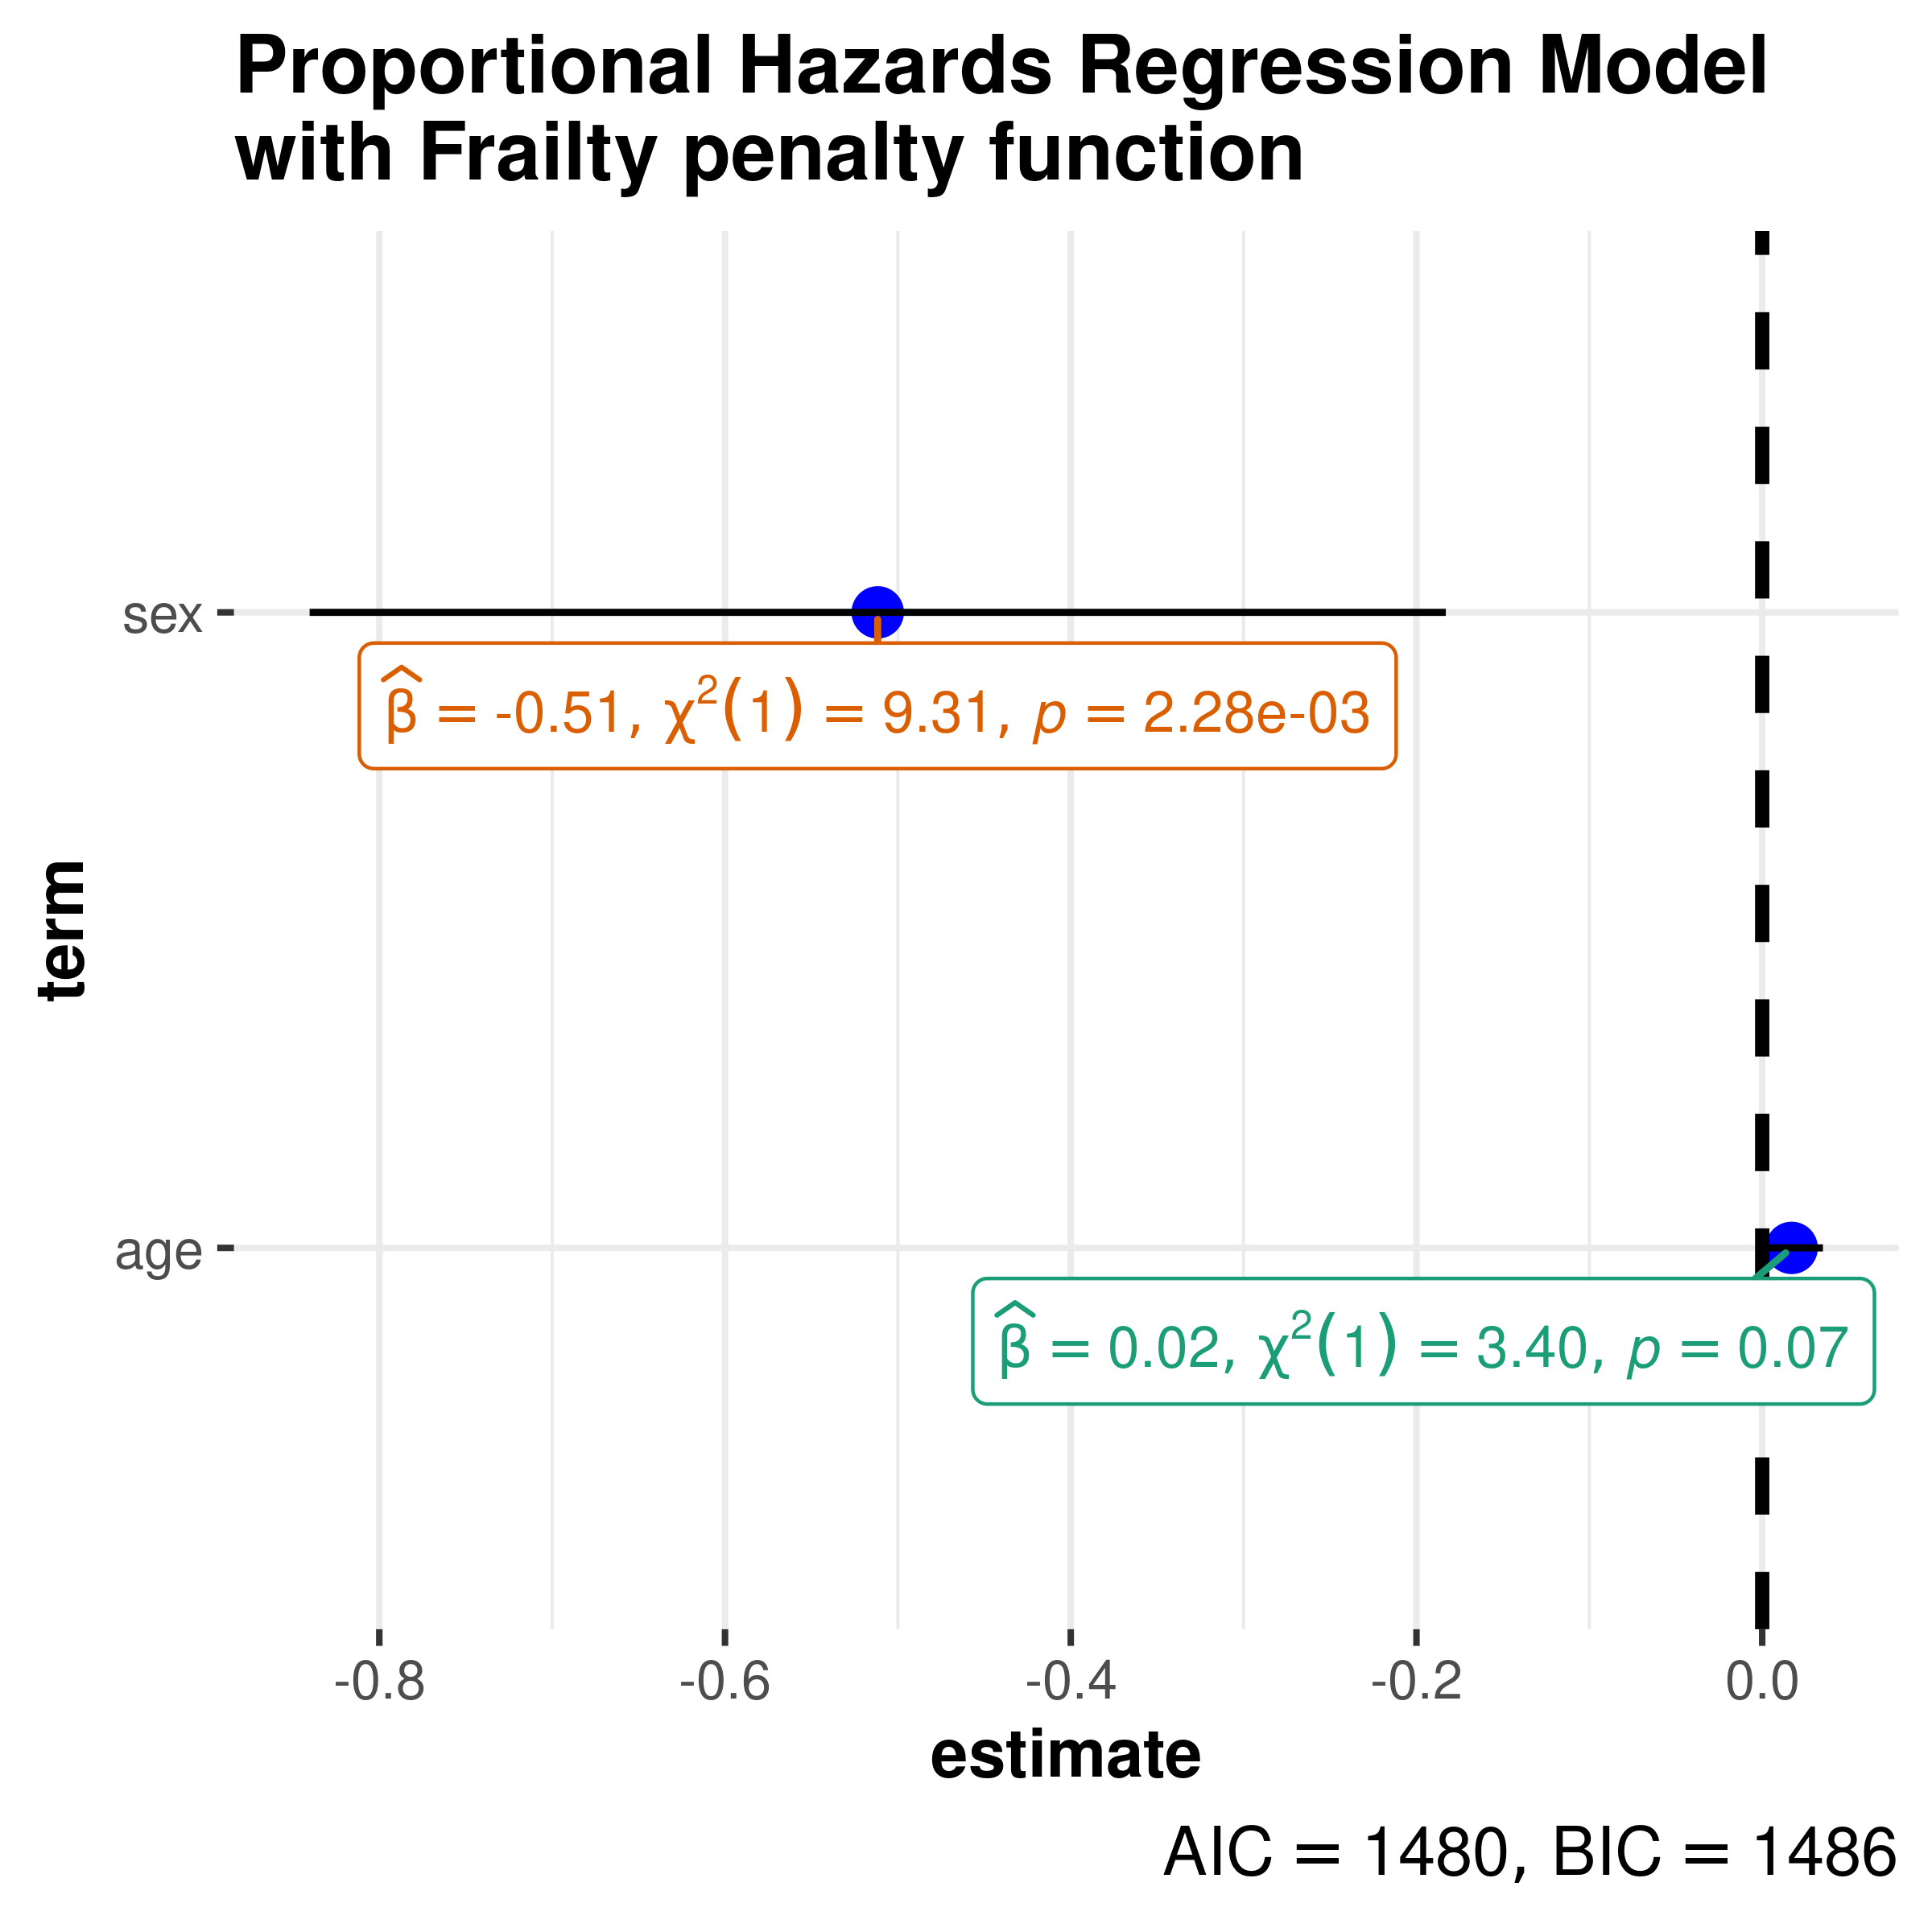 Proportional Hazards Regression Model
with Frailty penalty function
term
sex
β̂ = -0.51, χ²(1) = 9.31, p = 2.28e-03
age
β̂ = 0.02, χ²(1) = 3.40, p = 0.07
-0.8 -0.6 -0.4 -0.2 0.0
estimate
AIC = 1480, BIC = 1486